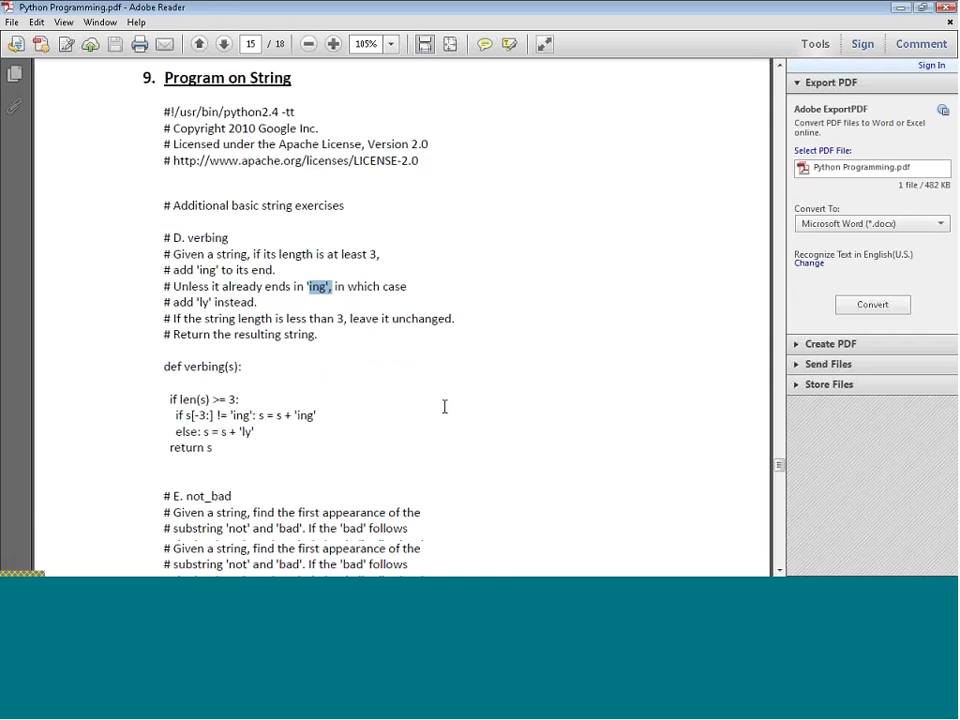 Python Programming.pdf - Adobe Reader
File Edit View Window Help
15 / 18 105% Tools Sign Comment
Sign In
Export PDF
Adobe ExportPDF
Convert PDF files to Word or Excel
online.
Select PDF File:
Python Programming.pdf
1 file / 482 KB
Convert To:
Microsoft Word (*.docx)
Recognize Text in English(U.S.)
Change
Convert
Create PDF
Send Files
Store Files
9. Program on String
#!/usr/bin/python2.4 -tt
# Copyright 2010 Google Inc.
# Licensed under the Apache License, Version 2.0
# http://www.apache.org/licenses/LICENSE-2.0
# Additional basic string exercises
# D. verbing
# Given a string, if its length is at least 3,
# add 'ing' to its end.
# Unless it already ends in 'ing', in which case
# add 'ly' instead.
# If the string length is less than 3, leave it unchanged.
# Return the resulting string.
def verbing(s):
if len(s) >= 3:
if s[-3:] != 'ing': s = s + 'ing'
else: s = s + 'ly'
return s
# E. not_bad
# Given a string, find the first appearance of the
# substring 'not' and 'bad'. If the 'bad' follows
# Given a string, find the first appearance of the
# substring 'not' and 'bad'. If the 'bad' follows